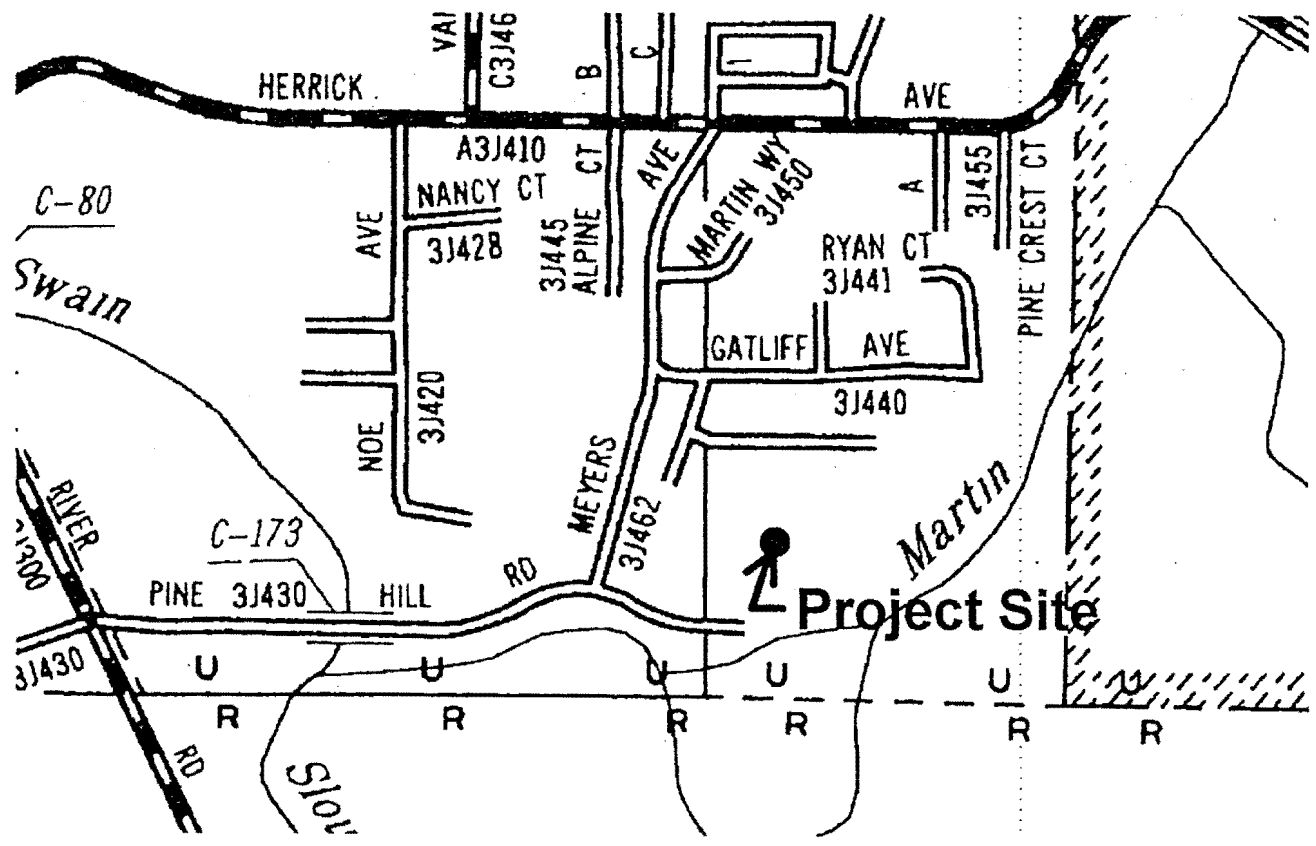 VAI
C3J46
B
C
HERRICK
AVE
A3J410
CT
AVE
MARTIN WY
3J450
A
3J455
PINE CREST CT
C-80
NANCY CT
3J428
AVE
3J445
ALPINE
RYAN CT
3J441
Swain
GATLIFF AVE
3J440
3J420
NOE
MEYERS
3J462
Martin
RIVER
J300
C-173
PINE 3J430 HILL
RD
Project Site
3J430
U U U U U U
R R R R R R
RD
Slou